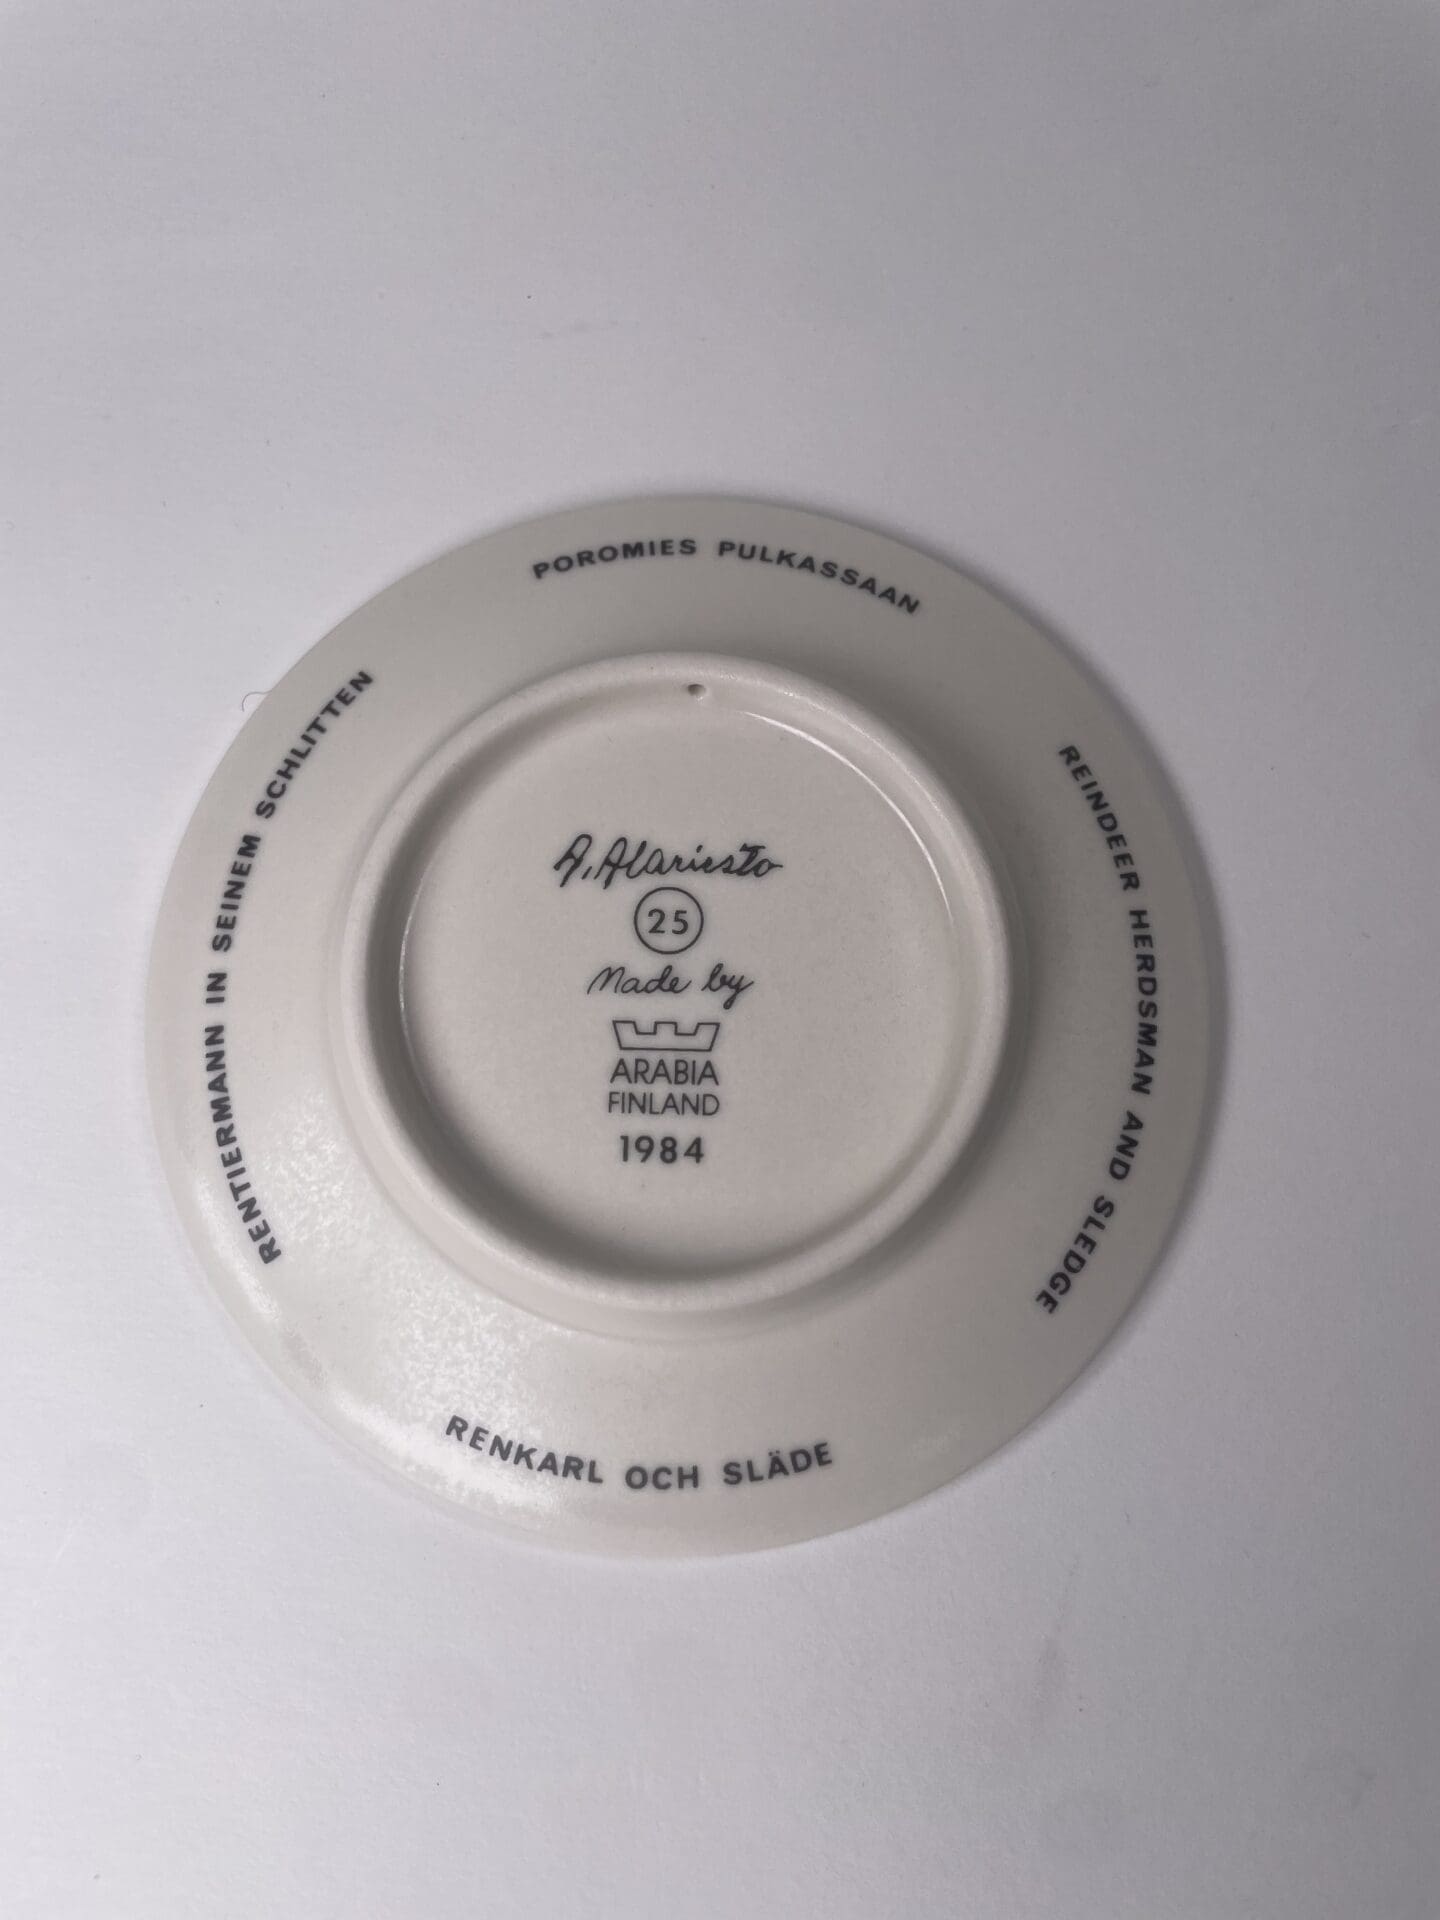 POROMIES PULKASSAAN
REINDEER HERDSMAN AND SLEDGE
RENKARL OCH SLÄDE
RENTIERMANN IN SEINEM SCHLITTEN
A. Alariesto
25
Made by
ARABIA
FINLAND
1984